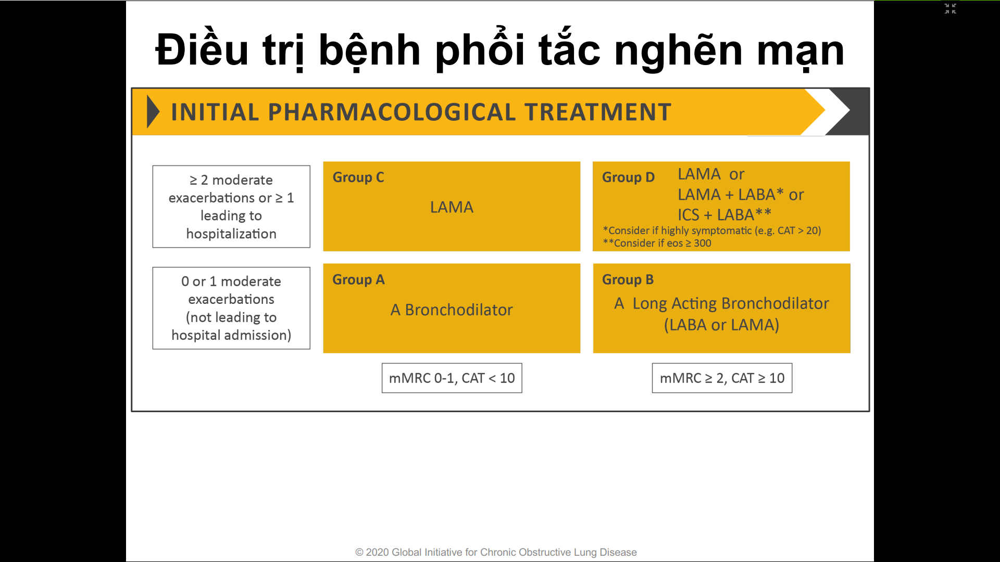 Điều trị bệnh phổi tắc nghẽn mạn
INITIAL PHARMACOLOGICAL TREATMENT
≥ 2 moderate
exacerbations or ≥ 1
leading to
hospitalization
Group C
LAMA
Group D
LAMA or
LAMA + LABA* or
ICS + LABA**
*Consider if highly symptomatic (e.g. CAT > 20)
**Consider if eos ≥ 300
0 or 1 moderate
exacerbations
(not leading to
hospital admission)
Group A
A Bronchodilator
Group B
A Long Acting Bronchodilator
(LABA or LAMA)
mMRC 0-1, CAT < 10
mMRC ≥ 2, CAT ≥ 10
© 2020 Global Initiative for Chronic Obstructive Lung Disease